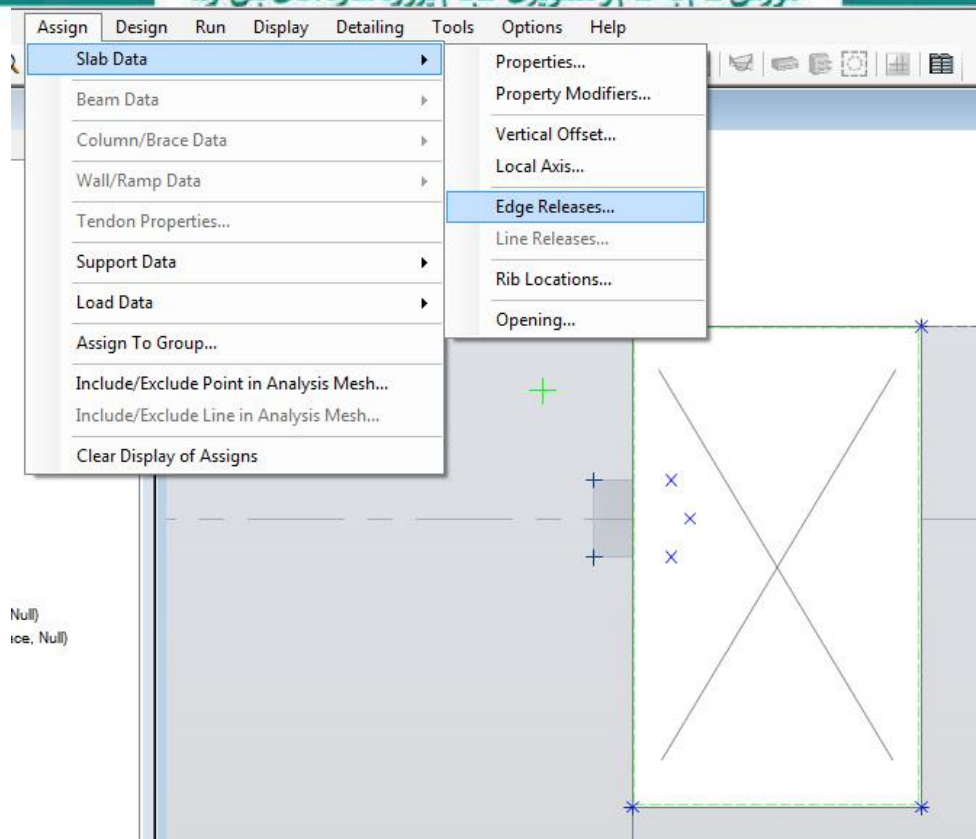 Assign Design Run Display Detailing Tools Options Help
Slab Data
Beam Data
Column/Brace Data
Wall/Ramp Data
Tendon Properties...
Support Data
Load Data
Assign To Group...
Include/Exclude Point in Analysis Mesh...
Include/Exclude Line in Analysis Mesh...
Clear Display of Assigns
Properties...
Property Modifiers...
Vertical Offset...
Local Axis...
Edge Releases...
Line Releases...
Rib Locations...
Opening...
Null)
ace, Null)